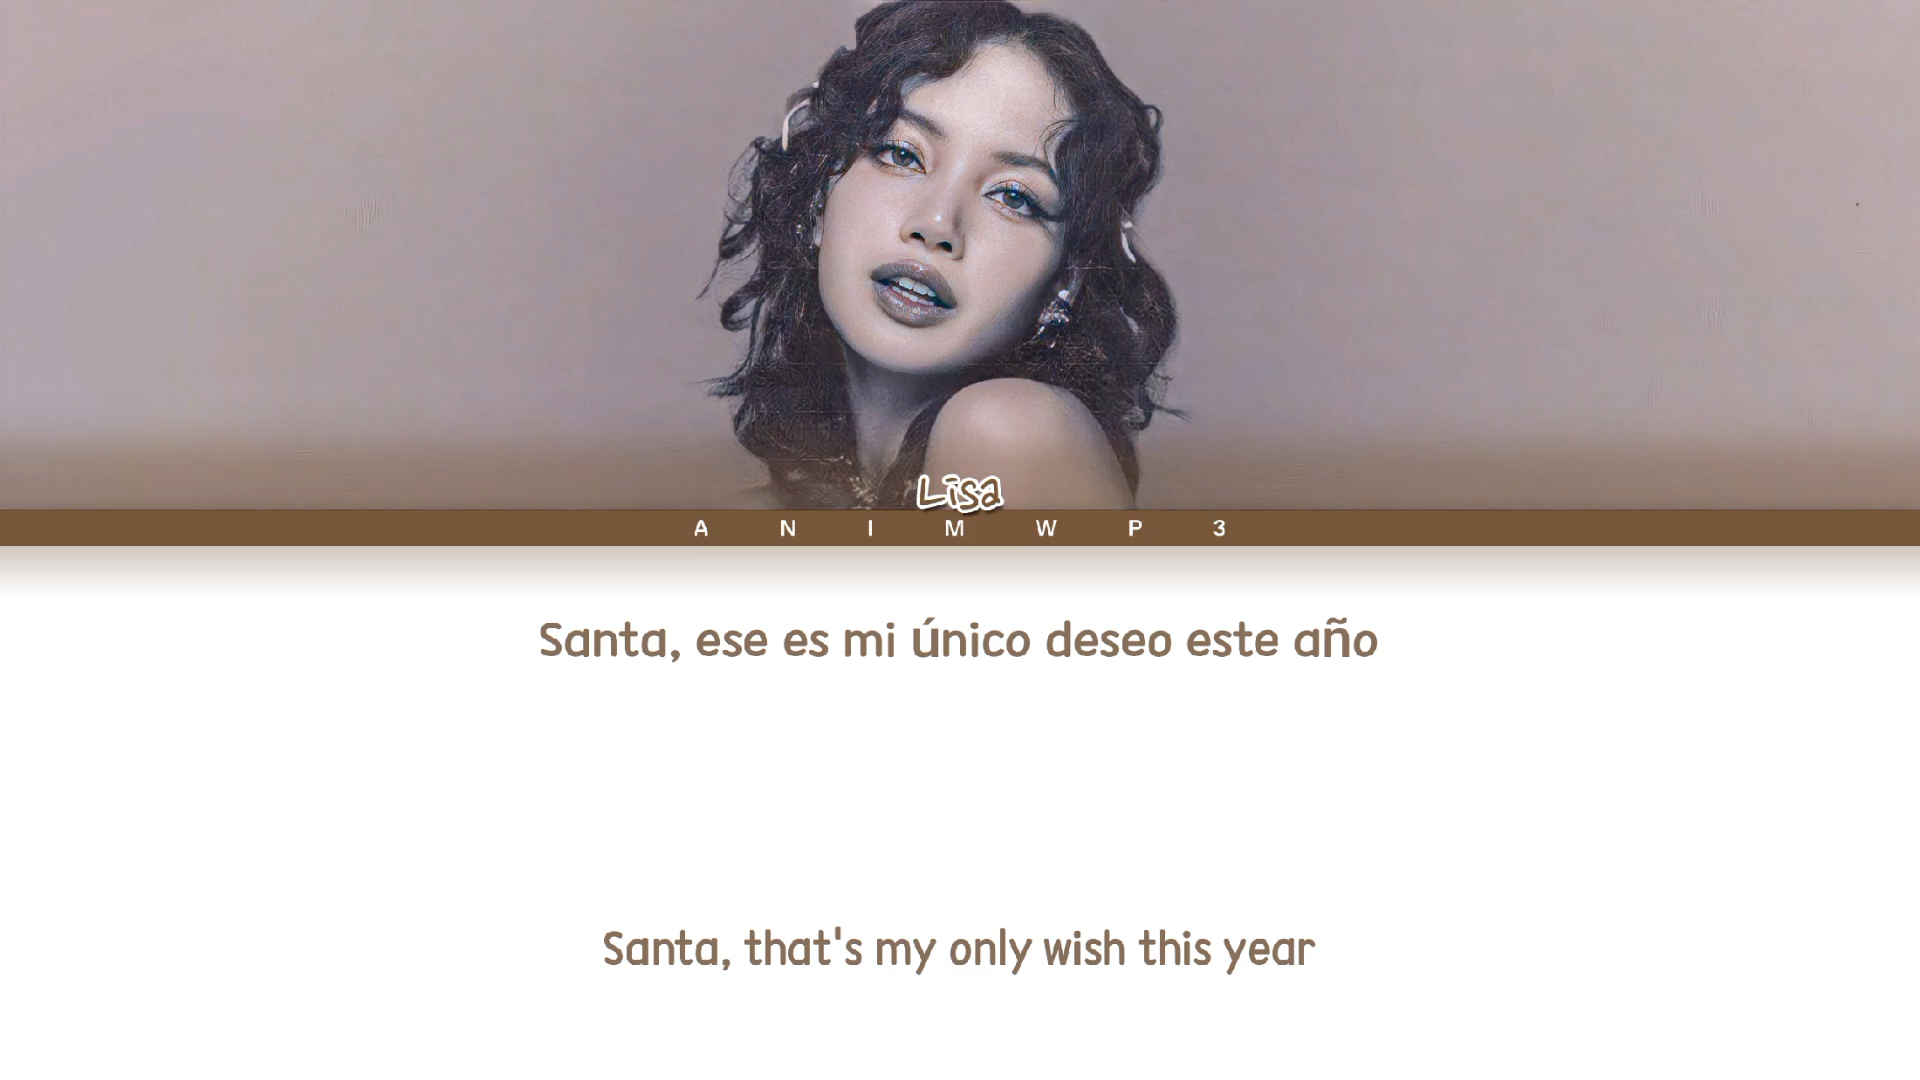 Lisa
A N I M W P 3
Santa, ese es mi único deseo este año
Santa, that's my only wish this year